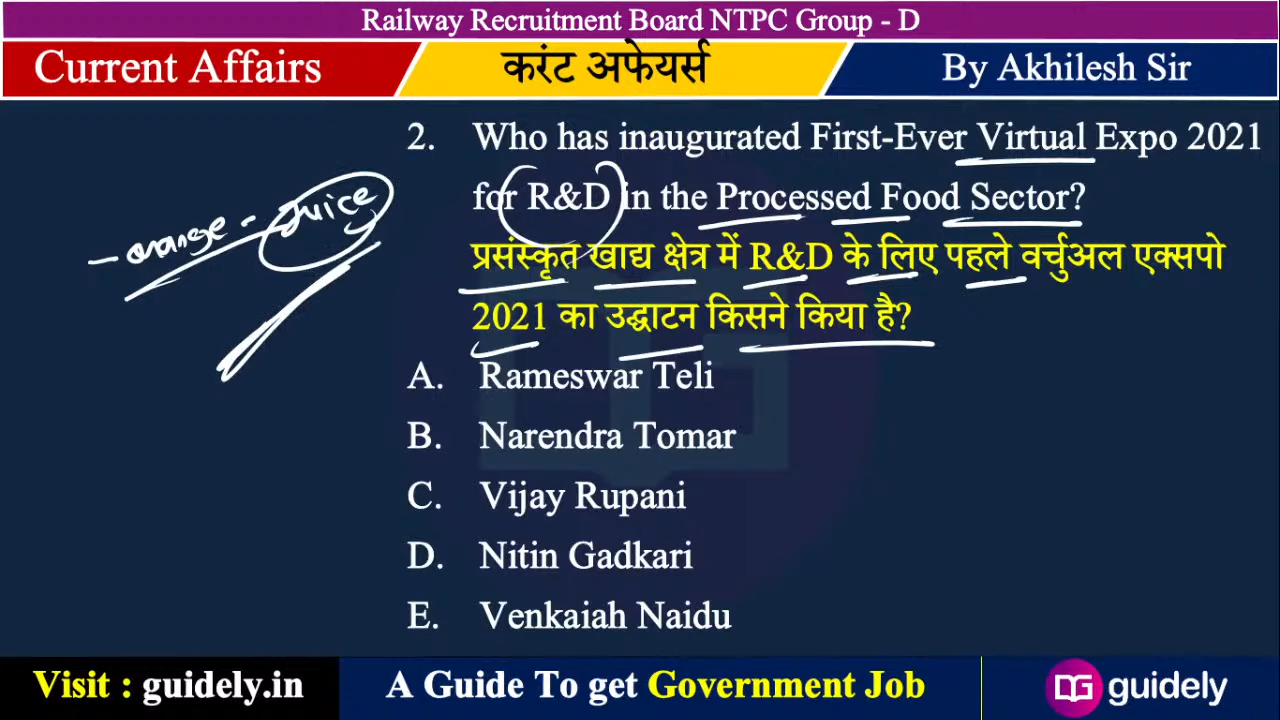 Railway Recruitment Board NTPC Group - D
Current Affairs
करंट अफेयर्स
By Akhilesh Sir
2. Who has inaugurated First-Ever Virtual Expo 2021
for R&D in the Processed Food Sector?
- orange - Juice
प्रसंस्कृत खाद्य क्षेत्र में R&D के लिए पहले वर्चुअल एक्सपो
2021 का उद्घाटन किसने किया है?
A. Rameswar Teli
B. Narendra Tomar
C. Vijay Rupani
D. Nitin Gadkari
E. Venkaiah Naidu
Visit : guidely.in
A Guide To get Government Job
guidely